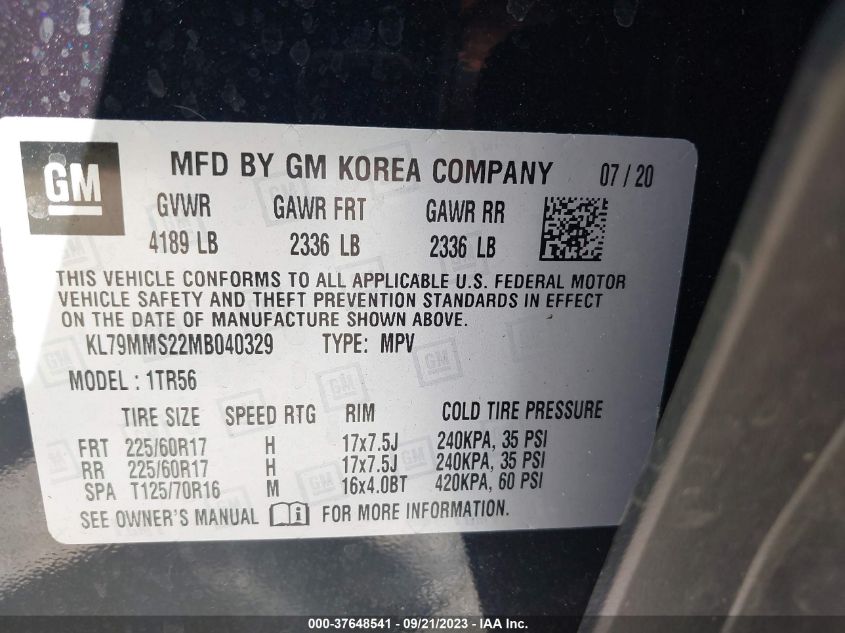 GM MFD BY GM KOREA COMPANY 07/20
GVWR GAWR FRT GAWR RR
4189 LB 2336 LB 2336 LB
THIS VEHICLE CONFORMS TO ALL APPLICABLE U.S. FEDERAL MOTOR
VEHICLE SAFETY AND THEFT PREVENTION STANDARDS IN EFFECT
ON THE DATE OF MANUFACTURE SHOWN ABOVE.
KL79MMS22MB040329 TYPE: MPV
MODEL : 1TR56
TIRE SIZE SPEED RTG RIM COLD TIRE PRESSURE
FRT 225/60R17 H 17x7.5J 240KPA, 35 PSI
RR 225/60R17 H 17x7.5J 240KPA, 35 PSI
SPA T125/70R16 M 16x4.0BT 420KPA, 60 PSI
SEE OWNER'S MANUAL i FOR MORE INFORMATION.
000-37648541 - 09/21/2023 - IAA Inc.